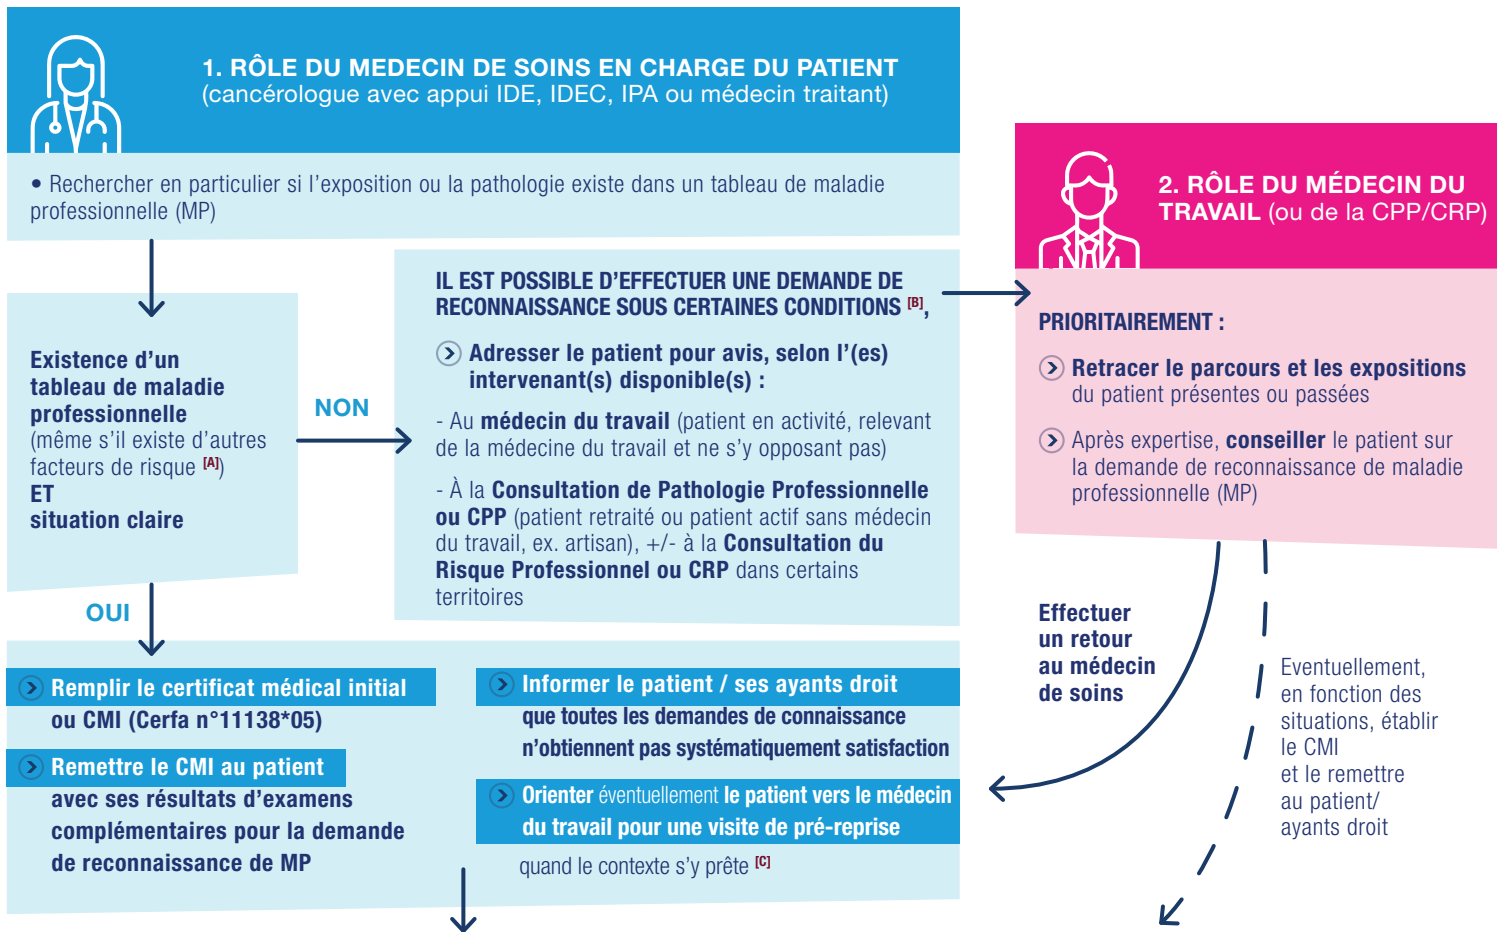 1. RÔLE DU MEDECIN DE SOINS EN CHARGE DU PATIENT
(cancérologue avec appui IDE, IDEC, IPA ou médecin traitant)
• Rechercher en particulier si l’exposition ou la pathologie existe dans un tableau de maladie
professionnelle (MP)
Existence d’un
tableau de maladie
professionnelle
(même s’il existe d’autres
facteurs de risque [A])
ET
situation claire
NON
OUI
IL EST POSSIBLE D’EFFECTUER UNE DEMANDE DE
RECONNAISSANCE SOUS CERTAINES CONDITIONS [B],
Adresser le patient pour avis, selon l’(es)
intervenant(s) disponible(s) :
- Au médecin du travail (patient en activité, relevant
de la médecine du travail et ne s’y opposant pas)
- À la Consultation de Pathologie Professionnelle
ou CPP (patient retraité ou patient actif sans médecin
du travail, ex. artisan), +/- à la Consultation du
Risque Professionnel ou CRP dans certains
territoires
Remplir le certificat médical initial
ou CMI (Cerfa n°11138*05)
Remettre le CMI au patient
avec ses résultats d’examens
complémentaires pour la demande
de reconnaissance de MP
Informer le patient / ses ayants droit
que toutes les demandes de connaissance
n’obtiennent pas systématiquement satisfaction
Orienter éventuellement le patient vers le médecin
du travail pour une visite de pré-reprise
quand le contexte s’y prête [C]
2. RÔLE DU MÉDECIN DU
TRAVAIL (ou de la CPP/CRP)
PRIORITAIREMENT :
Retracer le parcours et les expositions
du patient présentes ou passées
Après expertise, conseiller le patient sur
la demande de reconnaissance de maladie
professionnelle (MP)
Effectuer
un retour
au médecin
de soins
Eventuellement,
en fonction des
situations, établir
le CMI
et le remettre
au patient/
ayants droit